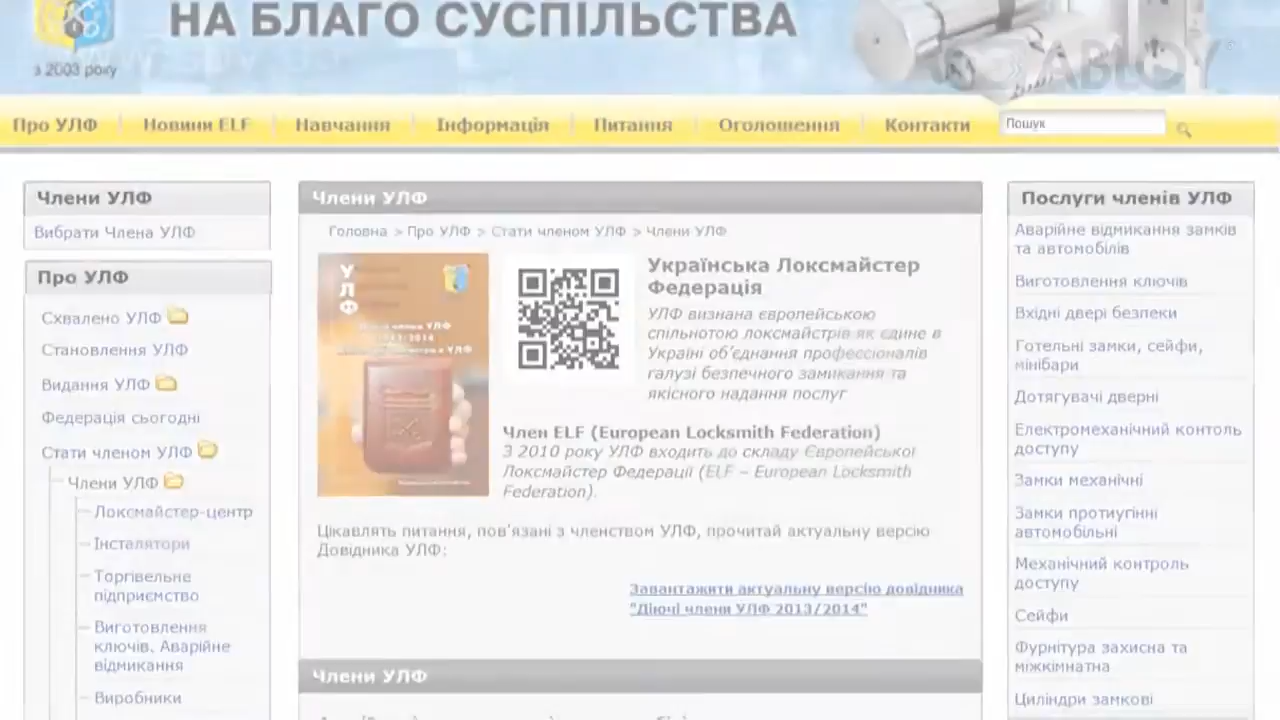 НА БЛАГО СУСПІЛЬСТВА
з 2003 року
ABLOY
Про УЛФ
Новини ELF
Навчання
Інформація
Питання
Оголошення
Контакти
Пошук
Члени УЛФ
Вибрати Члена УЛФ
Про УЛФ
Схвалено УЛФ
Становлення УЛФ
Видання УЛФ
Федерація сьогодні
Стати членом УЛФ
Члени УЛФ
Локсмайстер-центр
Інсталятори
Торгівельне
підприємство
Виготовлення
ключів. Аварійне
відмикання
Виробники
Члени УЛФ
Головна > Про УЛФ > Стати членом УЛФ > Члени УЛФ
УЛФ
Українська Локсмайстер
Федерація
УЛФ визнана європейською
спільнотою локсмайстрів як єдине в
Україні об'єднання професіоналів
галузі безпечного замикання та
якісного надання послуг
Член ELF (European Locksmith Federation)
З 2010 року УЛФ входить до складу Європейської
Локсмайстер Федерації (ELF – European Locksmith
Federation).
Цікавлять питання, пов'язані з членством УЛФ, прочитай актуальну версію
Довідника УЛФ:
Завантажити актуальну версію довідника
"Діючі члени УЛФ 2013/2014"
Члени УЛФ
Послуги членів УЛФ
Аварійне відмикання замків
та автомобілів
Виготовлення ключів
Вхідні двері безпеки
Готельні замки, сейфи,
мінібари
Дотягувачі дверні
Електромеханічний контоль
доступу
Замки механічні
Замки протиугінні
автомобільні
Механічний контроль
доступу
Сейфи
Фурнітура захисна та
міжкімнатна
Циліндри замкові